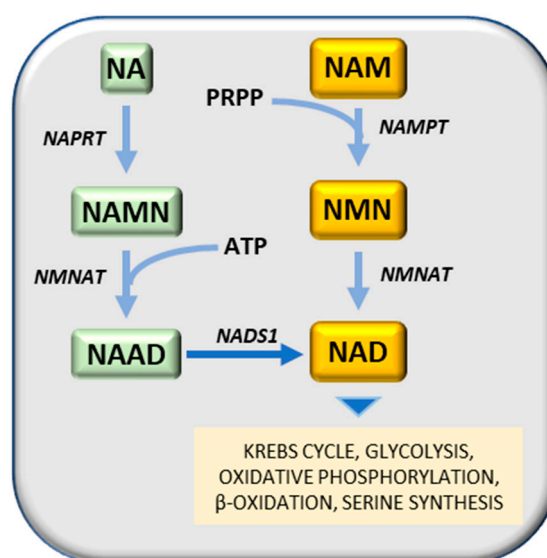 NA
NAM
PRPP
NAPRT
NAMPT
NAMN
NMN
ATP
NMNAT
NMNAT
NADS1
NAAD
NAD
KREBS CYCLE, GLYCOLYSIS,
OXIDATIVE PHOSPHORYLATION,
β-OXIDATION, SERINE SYNTHESIS